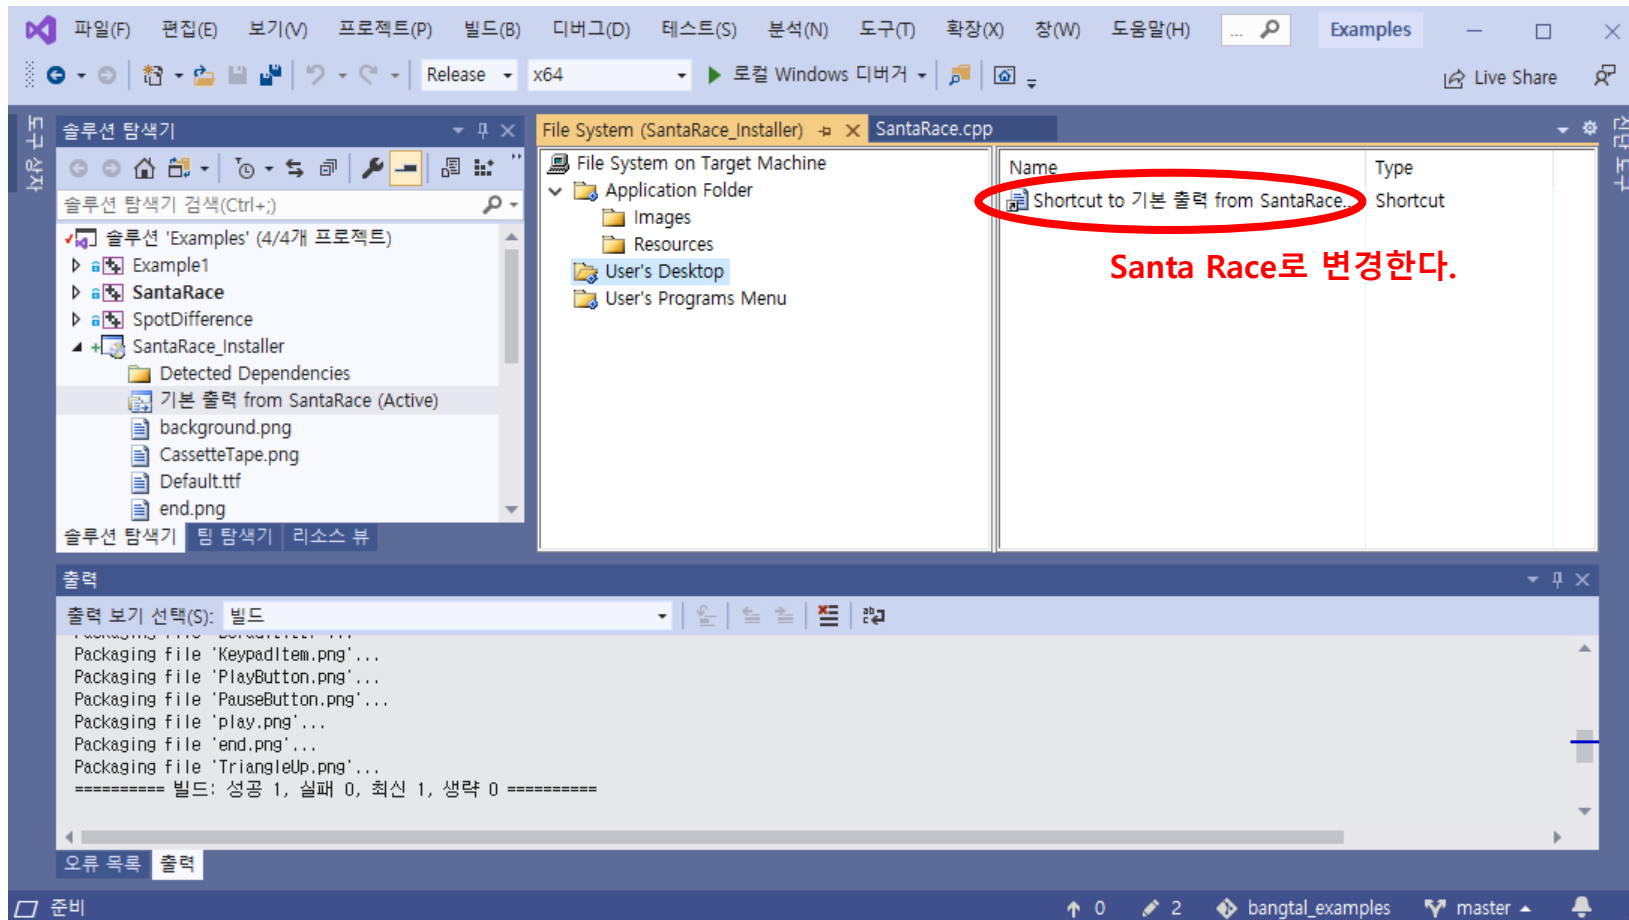 파일(F) 편집(E) 보기(V) 프로젝트(P) 빌드(B) 디버그(D) 테스트(S) 분석(N) 도구(T) 확장(X) 창(W) 도움말(H) ... Examples
Release x64 로컬 Windows 디버거 Live Share
도구 상자
솔루션 탐색기
솔루션 탐색기 검색(Ctrl+;)
솔루션 'Examples' (4/4개 프로젝트)
Example1
SantaRace
SpotDifference
SantaRace_Installer
Detected Dependencies
기본 출력 from SantaRace (Active)
background.png
CassetteTape.png
Default.ttf
end.png
솔루션 탐색기 팀 탐색기 리소스 뷰
File System (SantaRace_Installer) SantaRace.cpp
File System on Target Machine
Application Folder
Images
Resources
User's Desktop
User's Programs Menu
Name Type
Shortcut to 기본 출력 from SantaRace... Shortcut
Santa Race로 변경한다.
진단 도구
출력
출력 보기 선택(S): 빌드
Packaging file 'KeypadItem.png'...
Packaging file 'PlayButton.png'...
Packaging file 'PauseButton.png'...
Packaging file 'play.png'...
Packaging file 'end.png'...
Packaging file 'TriangleUp.png'...
========== 빌드: 성공 1, 실패 0, 최신 1, 생략 0 ==========
오류 목록 출력
준비 0 2 bangtal_examples master